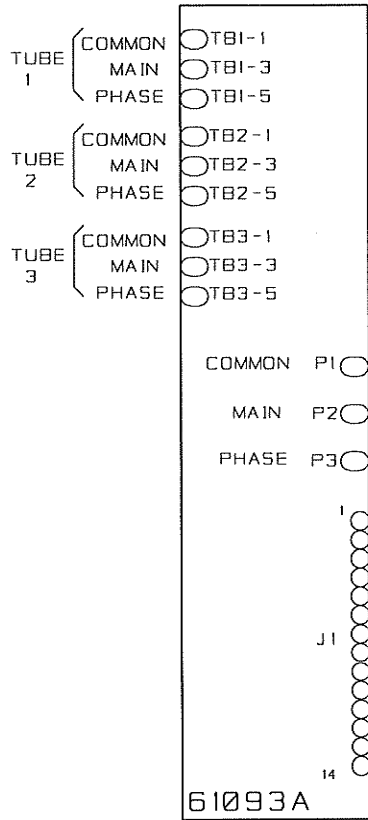 TUBE 1
COMMON TB1-1
MAIN TB1-3
PHASE TB1-5
TUBE 2
COMMON TB2-1
MAIN TB2-3
PHASE TB2-5
TUBE 3
COMMON TB3-1
MAIN TB3-3
PHASE TB3-5
COMMON P1
MAIN P2
PHASE P3
1
J1
14
61093A